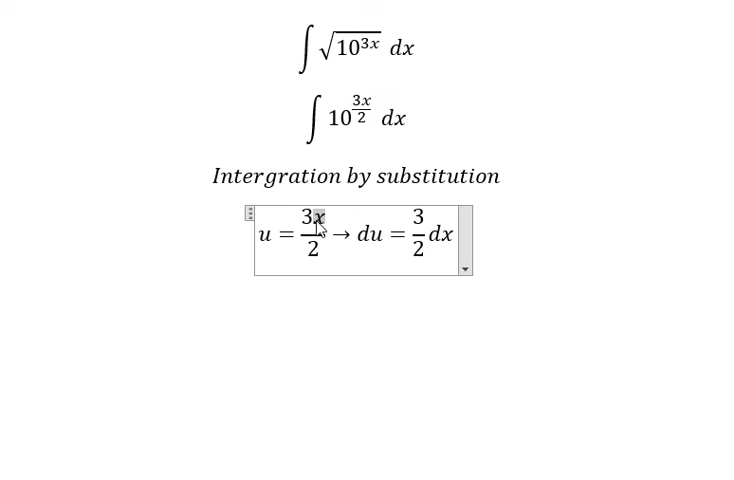 ∫ √10^{3x} dx
∫ 10^{3x/2} dx
Intergration by substitution
u = 3x/2 → du = 3/2 dx